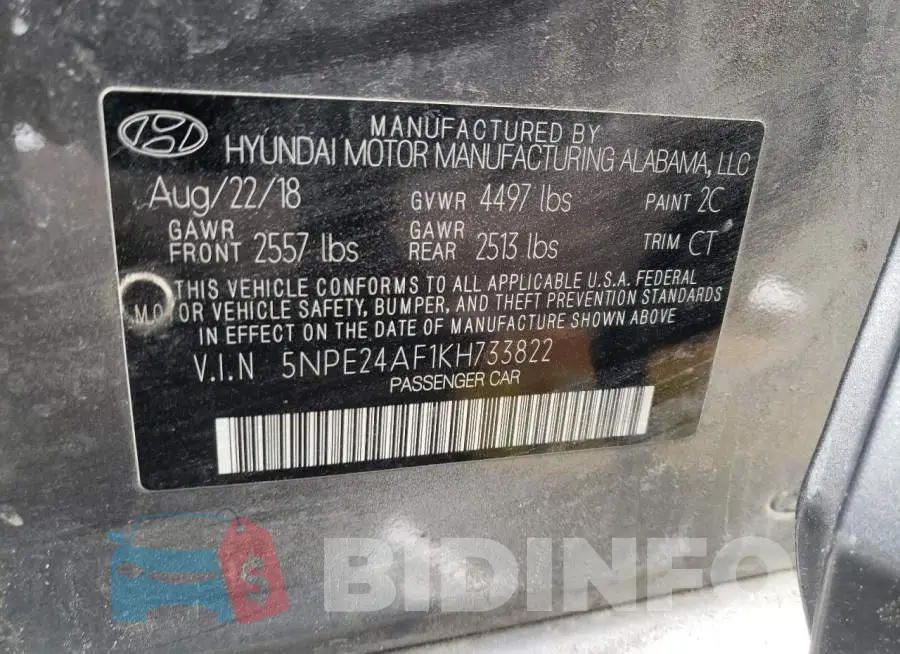 MANUFACTURED BY
HYUNDAI MOTOR MANUFACTURING ALABAMA, LLC
Aug/22/18 GVWR 4497 lbs PAINT 2C
GAWR FRONT 2557 lbs GAWR REAR 2513 lbs TRIM CT
THIS VEHICLE CONFORMS TO ALL APPLICABLE U.S.A. FEDERAL
MOTOR VEHICLE SAFETY, BUMPER, AND THEFT PREVENTION STANDARDS
IN EFFECT ON THE DATE OF MANUFACTURE SHOWN ABOVE
V.I.N 5NPE24AF1KH733822
PASSENGER CAR
$ BIDINFO